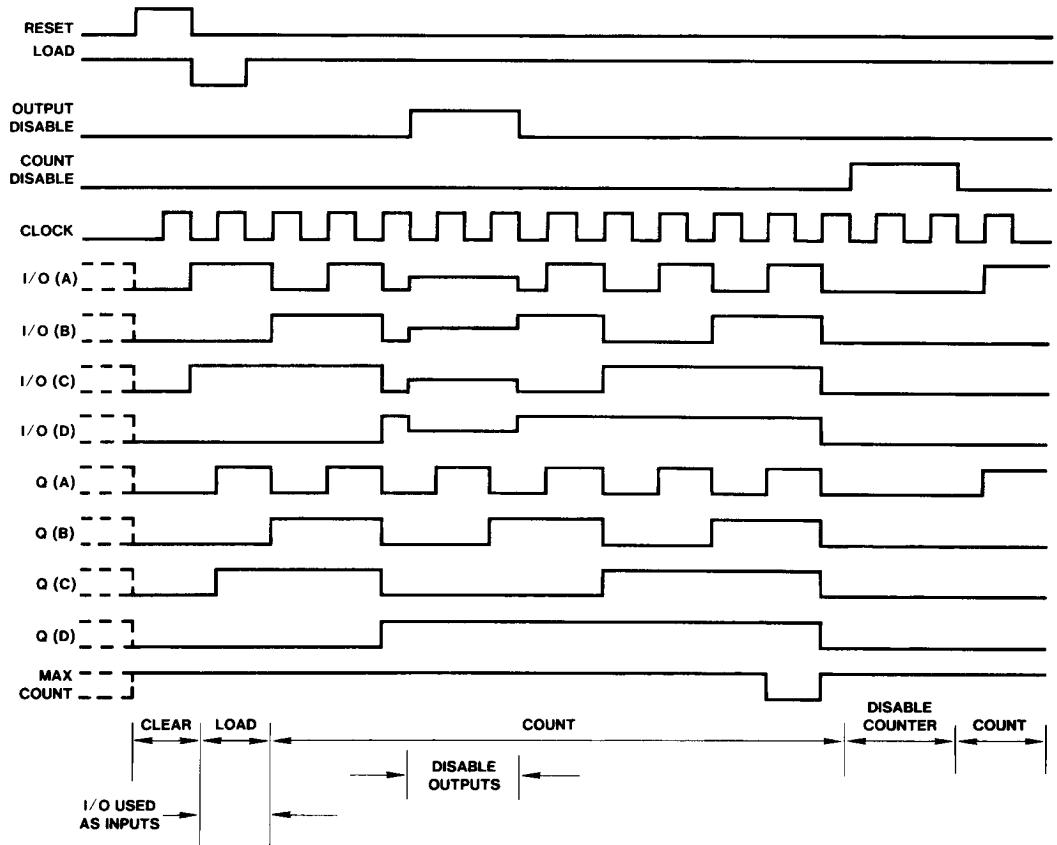 RESET
LOAD
OUTPUT
DISABLE
COUNT
DISABLE
CLOCK
I/O (A)
I/O (B)
I/O (C)
I/O (D)
Q (A)
Q (B)
Q (C)
Q (D)
MAX
COUNT
CLEAR
LOAD
COUNT
DISABLE
COUNTER
COUNT
DISABLE
OUTPUTS
I/O USED
AS INPUTS